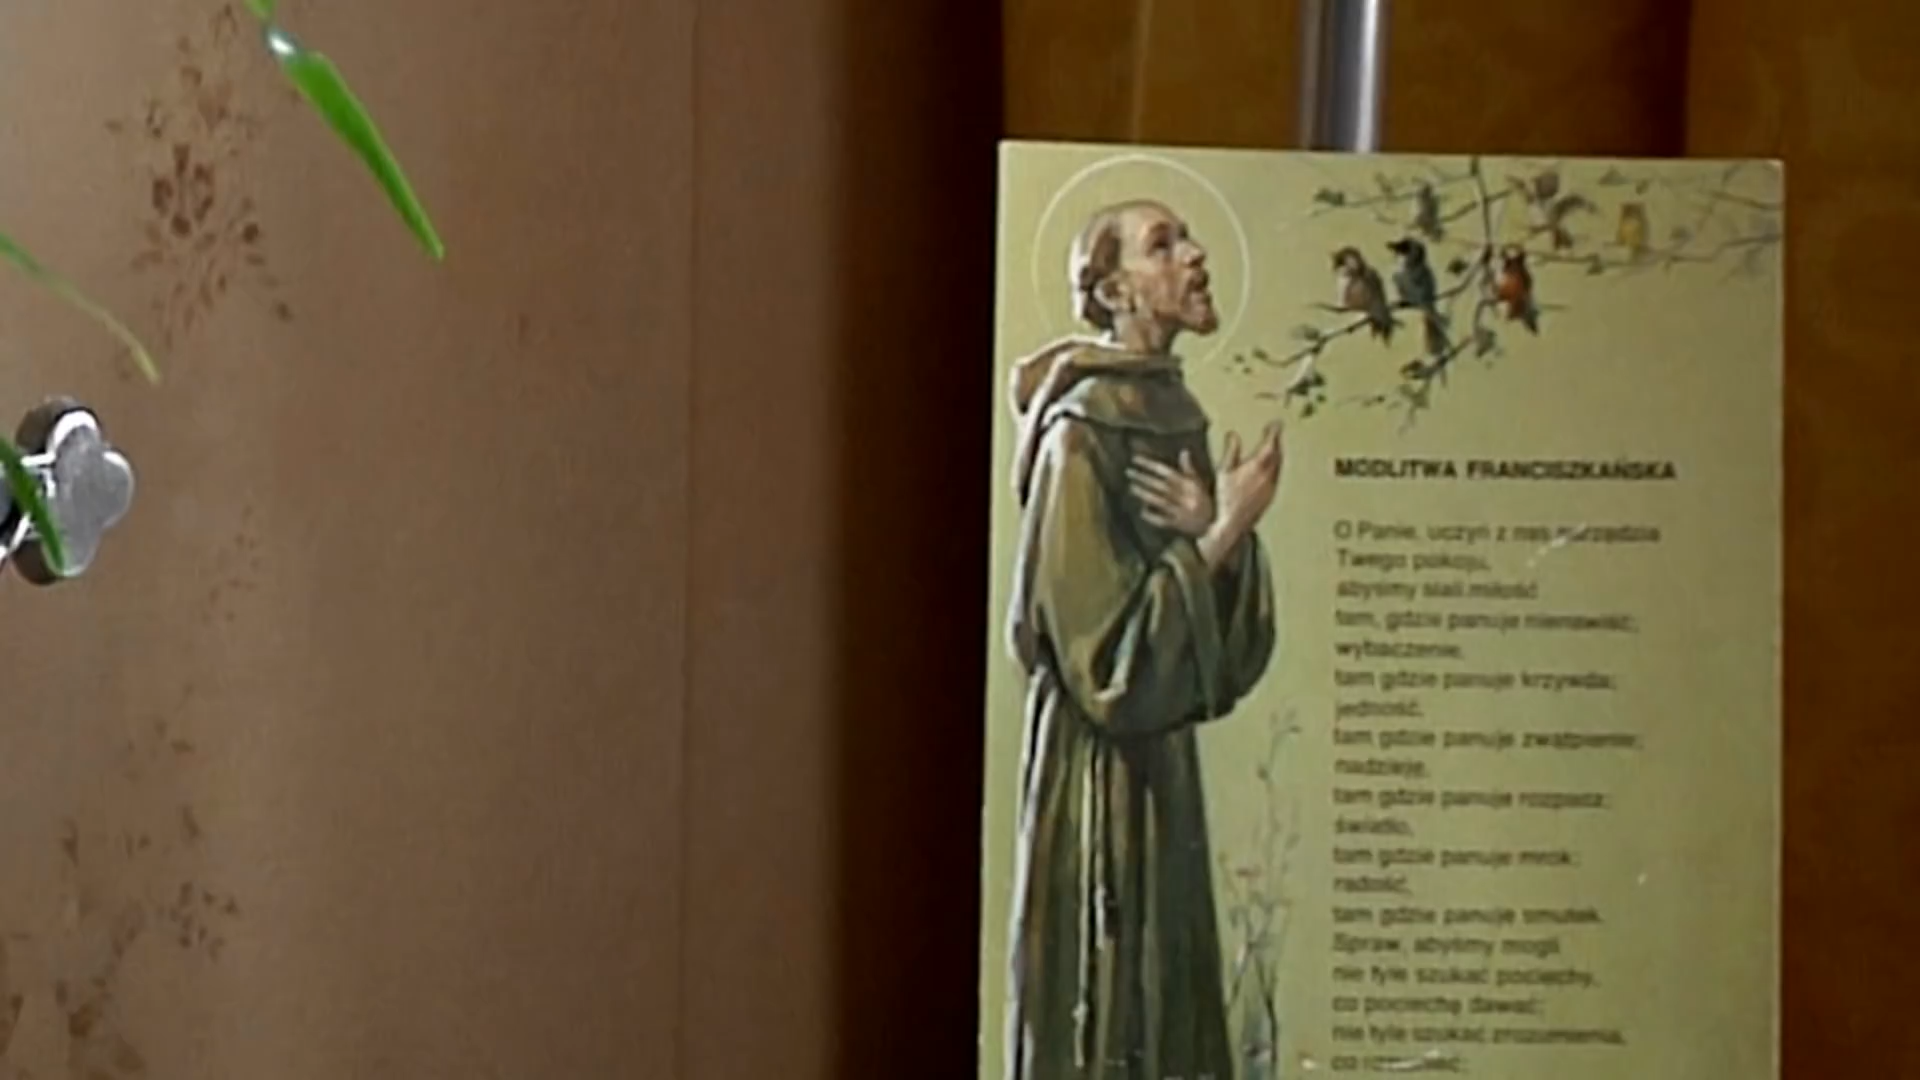 MODLITWA FRANCISZKAŃSKA
O Panie, uczyń z nas narzędzia
Twego pokoju,
abyśmy siali miłość
tam, gdzie panuje nienawiść;
wybaczenie,
tam gdzie panuje krzywda;
jedność,
tam gdzie panuje zwątpienie;
nadzieję,
tam gdzie panuje rozpacz;
światło,
tam gdzie panuje mrok;
radość,
tam gdzie panuje smutek.
Spraw, abyśmy mogli
nie tyle szukać pociechy,
co pociechę dawać;
nie tyle szukać zrozumienia,
co